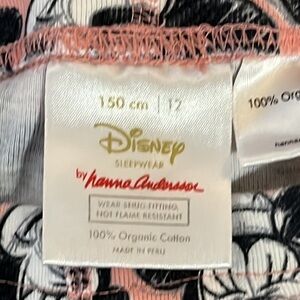 150 cm | 12
Disney
SLEEPWEAR
by hanna andersson
WEAR SNUG-FITTING,
NOT FLAME RESISTANT
100% Organic Cotton
MADE IN PERU
100% Org
hanna